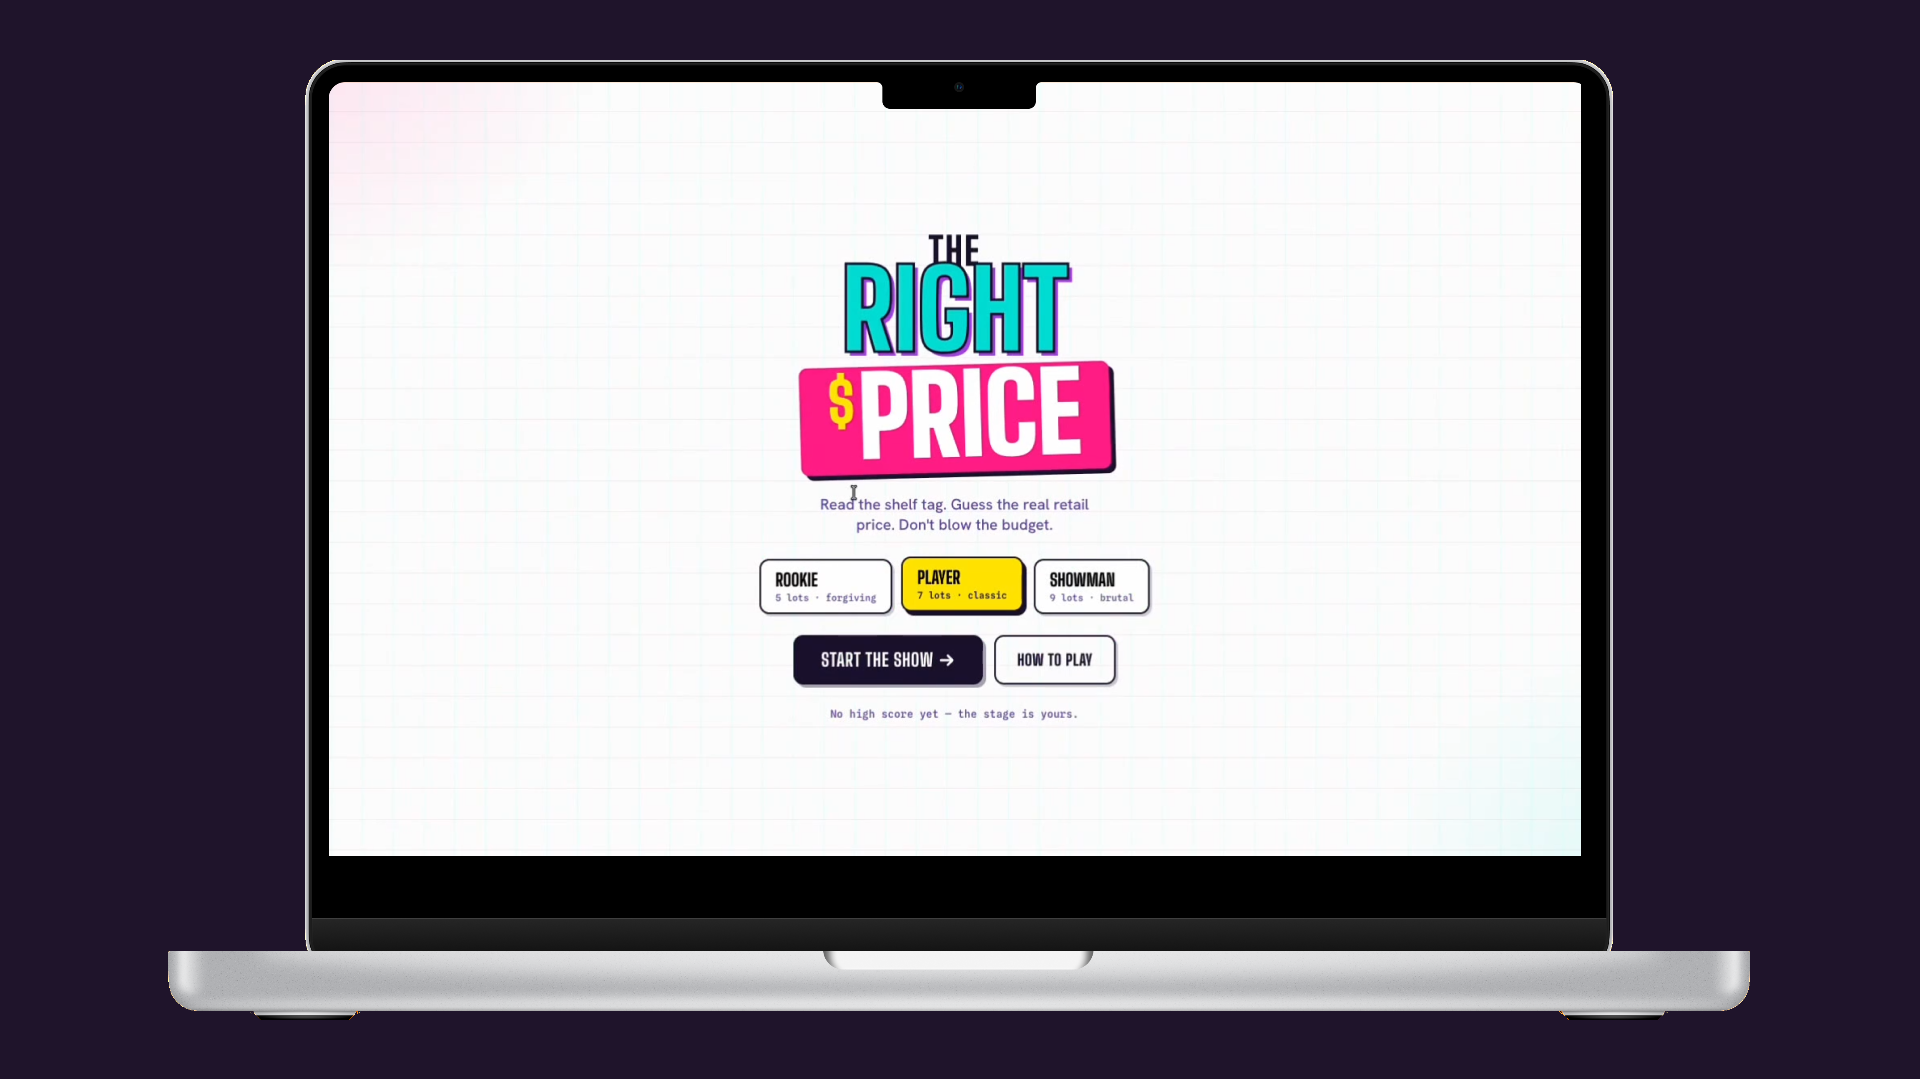 THE
RIGHT
$PRICE
Read the shelf tag. Guess the real retail
price. Don't blow the budget.
ROOKIE
5 lots · forgiving
PLAYER
7 lots · classic
SHOWMAN
9 lots · brutal
START THE SHOW →
HOW TO PLAY
No high score yet — the stage is yours.